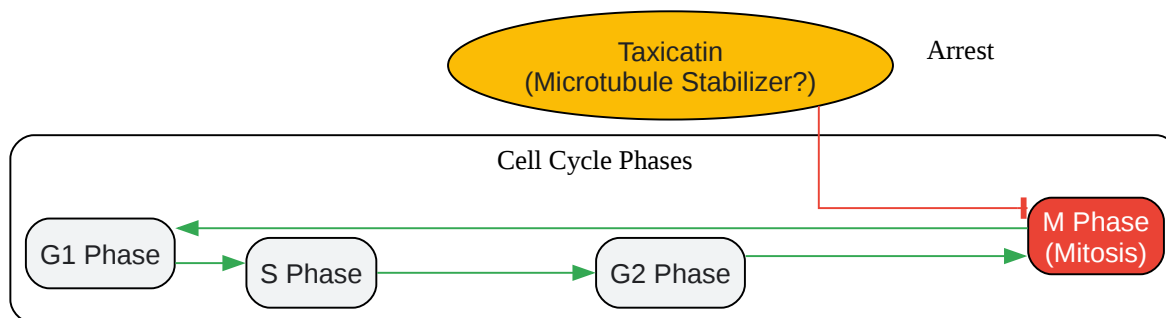 Taxicatin
(Microtubule Stabilizer?)
Arrest
Cell Cycle Phases
G1 Phase
S Phase
G2 Phase
M Phase
(Mitosis)